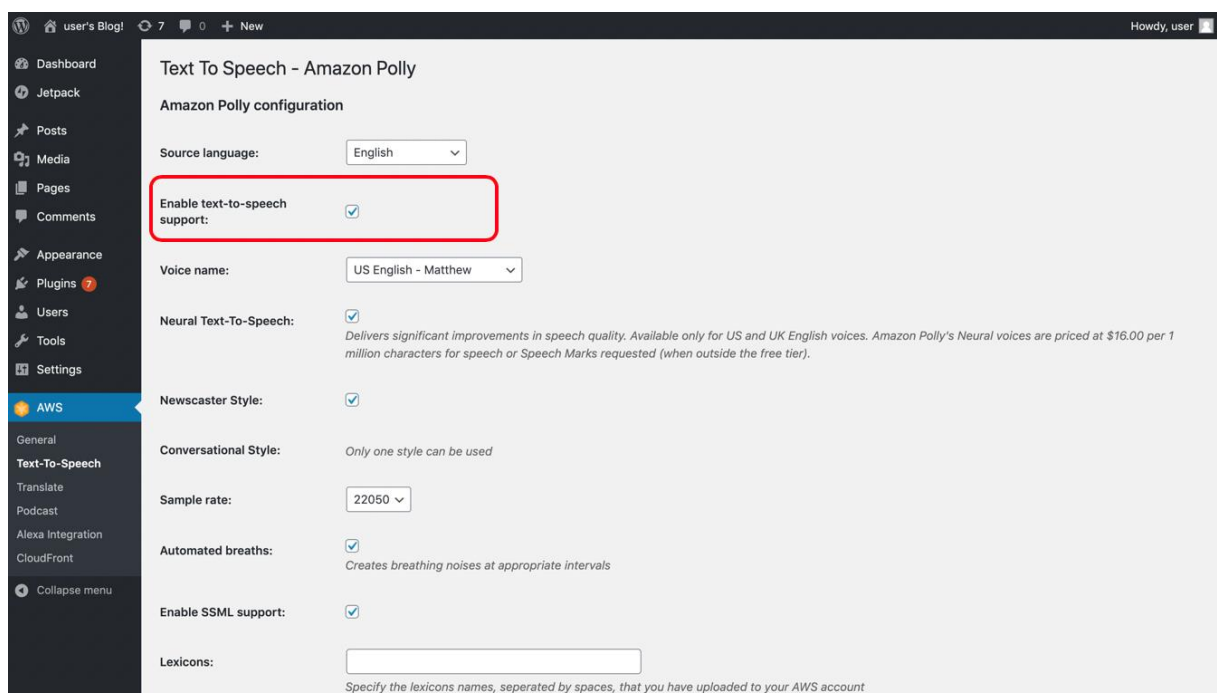 user's Blog! 7 0 + New Howdy, user
Dashboard
Jetpack
Posts
Media
Pages
Comments
Appearance
Plugins 7
Users
Tools
Settings
AWS
General
Text-To-Speech
Translate
Podcast
Alexa Integration
CloudFront
Collapse menu
Text To Speech - Amazon Polly
Amazon Polly configuration
Source language: English
Enable text-to-speech
support:
Voice name: US English - Matthew
Neural Text-To-Speech:
Delivers significant improvements in speech quality. Available only for US and UK English voices. Amazon Polly's Neural voices are priced at $16.00 per 1
million characters for speech or Speech Marks requested (when outside the free tier).
Newscaster Style:
Conversational Style: Only one style can be used
Sample rate: 22050
Automated breaths:
Creates breathing noises at appropriate intervals
Enable SSML support:
Lexicons:
Specify the lexicons names, seperated by spaces, that you have uploaded to your AWS account